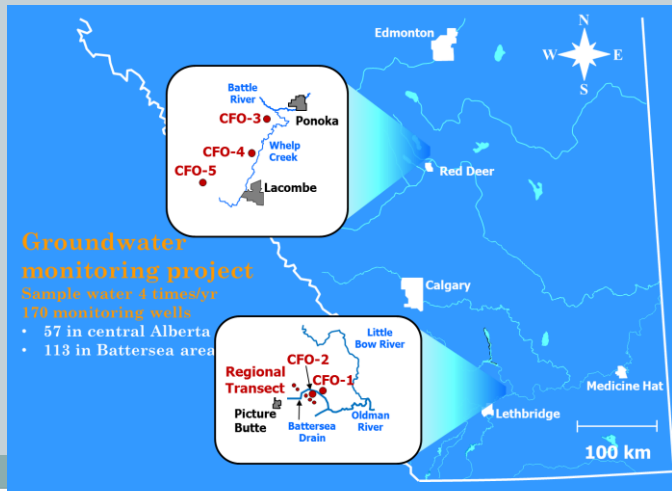 Edmonton
N
W E
S
Battle
River
Ponoka
CFO-3
CFO-4
Whelp
Creek
CFO-5
Lacombe
Red Deer
Groundwater
monitoring project
Sample water 4 times/yr
170 monitoring wells
• 57 in central Alberta
• 113 in Battersea area
Calgary
Little
Bow River
CFO-2
Regional
Transect
CFO-1
Picture
Butte
Battersea
Drain
Oldman
River
Medicine Hat
Lethbridge
100 km